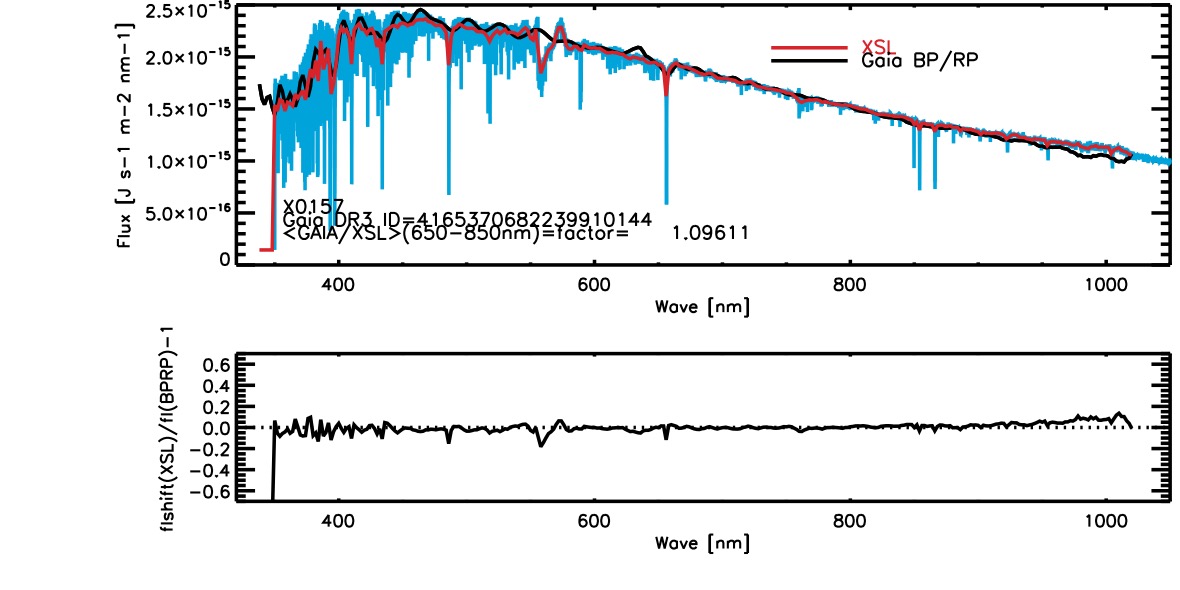 2.5×10⁻¹⁵
2.0×10⁻¹⁵
1.5×10⁻¹⁵
1.0×10⁻¹⁵
5.0×10⁻¹⁶
0
Flux [J s−1 m−2 nm−1]
XSL
Gaia BP/RP
X0157
Gaia DR3 ID=4165370682239910144
<GAIA/XSL>(650−850nm)=factor= 1.09611
400 600 800 1000
Wave [nm]
0.6
0.4
0.2
0.0
−0.2
−0.4
−0.6
flshift(XSL)/fl(BPRP)−1
400 600 800 1000
Wave [nm]